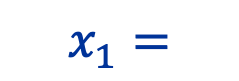 x₁ =